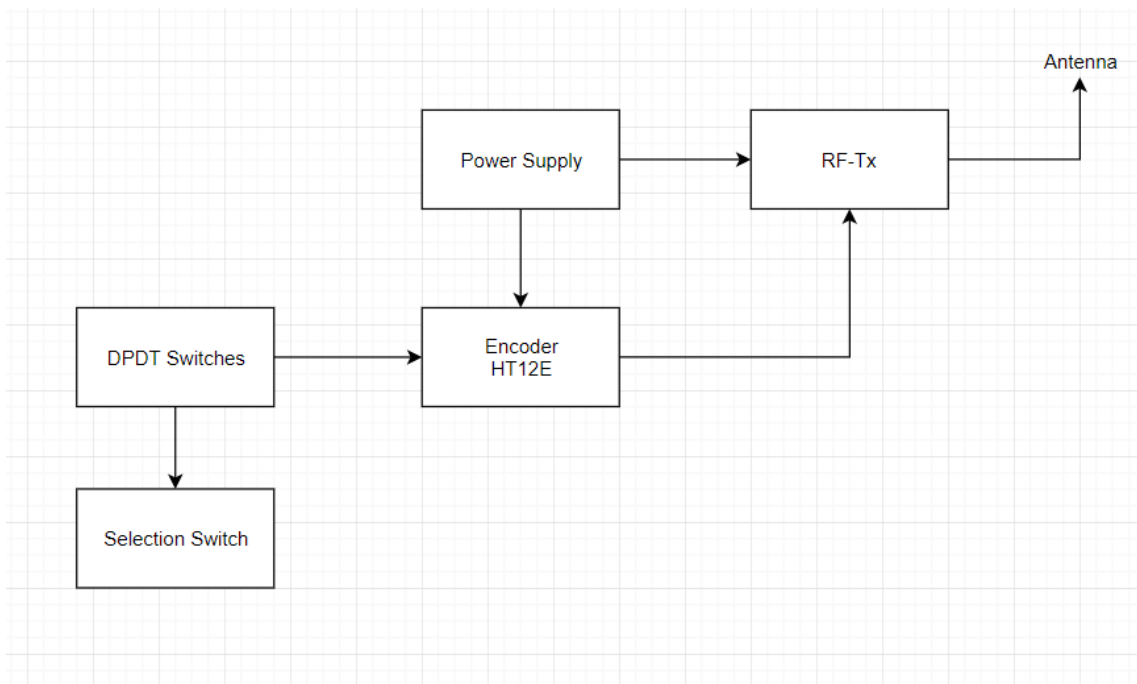 Antenna
Power Supply
RF-Tx
DPDT Switches
Encoder
HT12E
Selection Switch